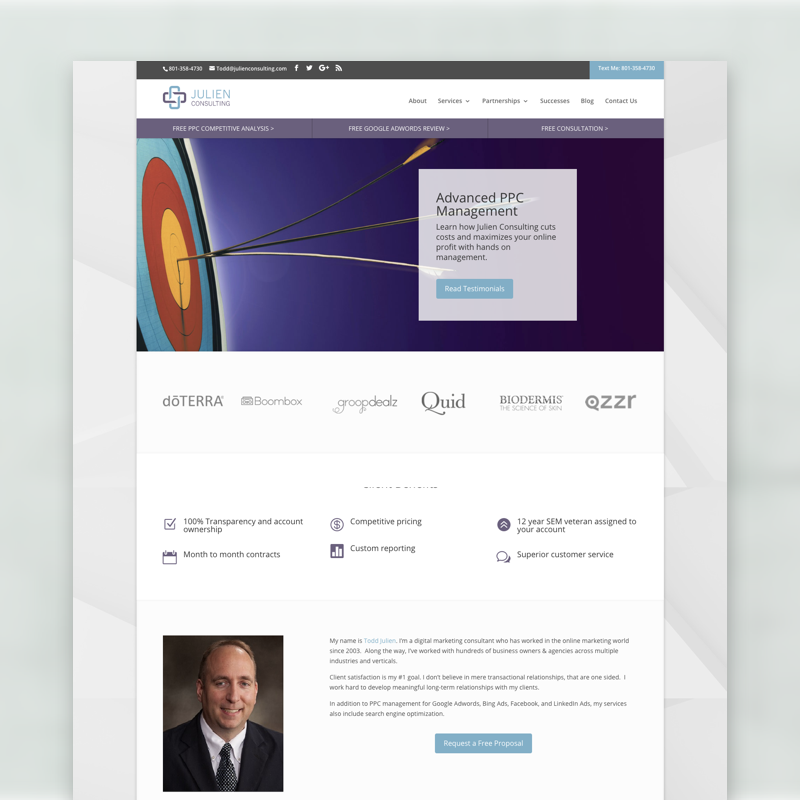 801-358-4730 Todd@julienconsulting.com
Text Me: 801-358-4730
JULIEN
CONSULTING
About Services Partnerships Successes Blog Contact Us
FREE PPC COMPETITIVE ANALYSIS > FREE GOOGLE ADWORDS REVIEW > FREE CONSULTATION >
Advanced PPC
Management
Learn how Julien Consulting cuts
costs and maximizes your online
profit with hands on
management.
Read Testimonials
dōTERRA
Boombox
groopdealz
Quid
BIODERMIS
THE SCIENCE OF SKIN
QZZR
100% Transparency and account
ownership
Month to month contracts
Competitive pricing
Custom reporting
12 year SEM veteran assigned to
your account
Superior customer service
My name is Todd Julien. I'm a digital marketing consultant who has worked in the online marketing world
since 2003. Along the way, I've worked with hundreds of business owners & agencies across multiple
industries and verticals.
Client satisfaction is my #1 goal. I don't believe in mere transactional relationships, that are one sided. I
work hard to develop meaningful long-term relationships with my clients.
In addition to PPC management for Google Adwords, Bing Ads, Facebook, and LinkedIn Ads, my services
also include search engine optimization.
Request a Free Proposal